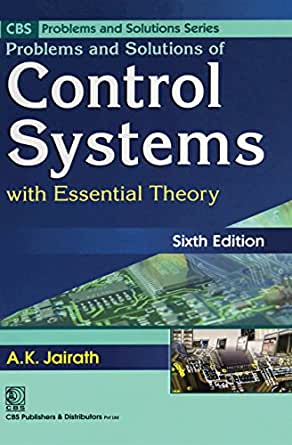 CBS Problems and Solutions Series
Problems and Solutions of
Control
Systems
with Essential Theory
Sixth Edition
A.K. Jairath
CBS
CBS Publishers & Distributors Pvt Ltd